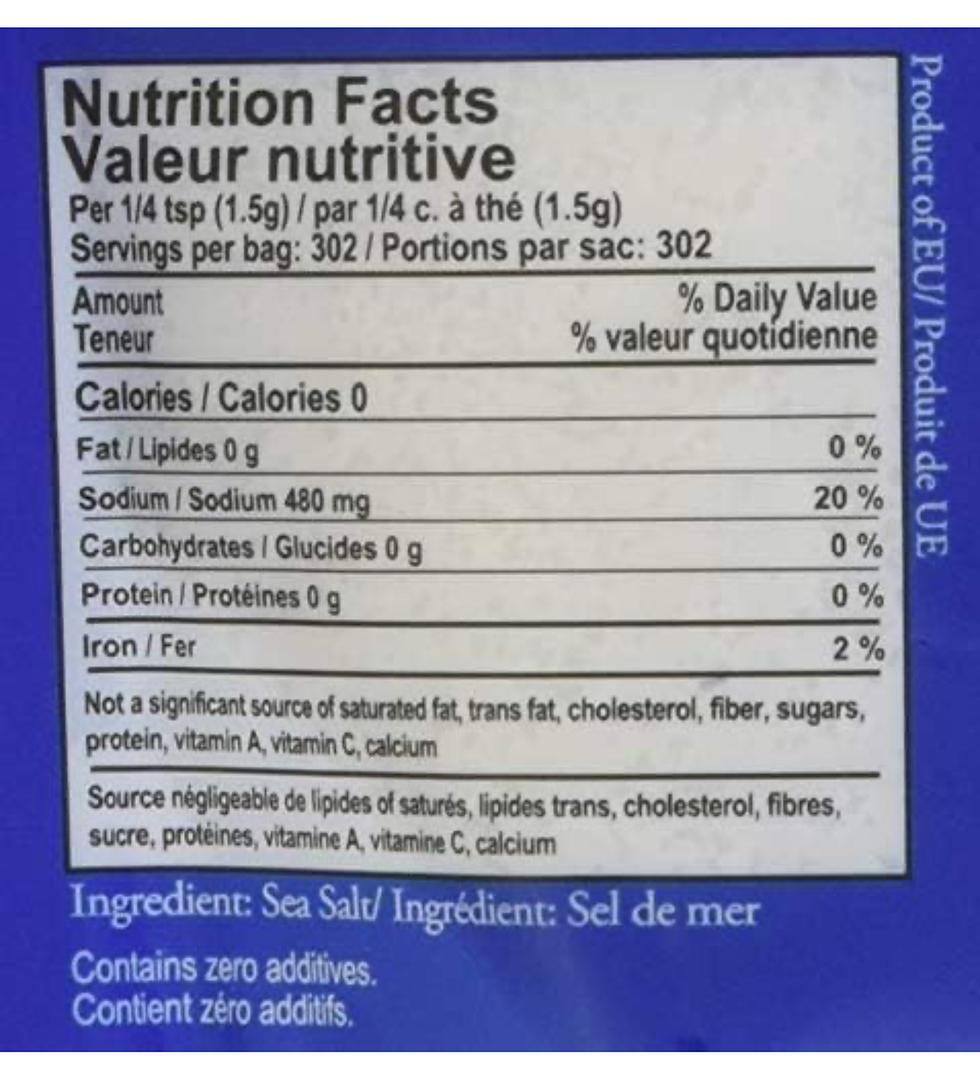 Nutrition Facts
Valeur nutritive
Per 1/4 tsp (1.5g) / par 1/4 c. à thé (1.5g)
Servings per bag: 302 / Portions par sac: 302
Amount % Daily Value
Teneur % valeur quotidienne
Calories / Calories 0
Fat / Lipides 0 g 0 %
Sodium / Sodium 480 mg 20 %
Carbohydrates / Glucides 0 g 0 %
Protein / Protéines 0 g 0 %
Iron / Fer 2 %
Not a significant source of saturated fat, trans fat, cholesterol, fiber, sugars,
protein, vitamin A, vitamin C, calcium
Source négligeable de lipides of saturés, lipides trans, cholesterol, fibres,
sucre, protéines, vitamine A, vitamine C, calcium
Ingredient: Sea Salt/ Ingrédient: Sel de mer
Contains zero additives.
Contient zéro additifs.
Product of EU/ Produit de UE